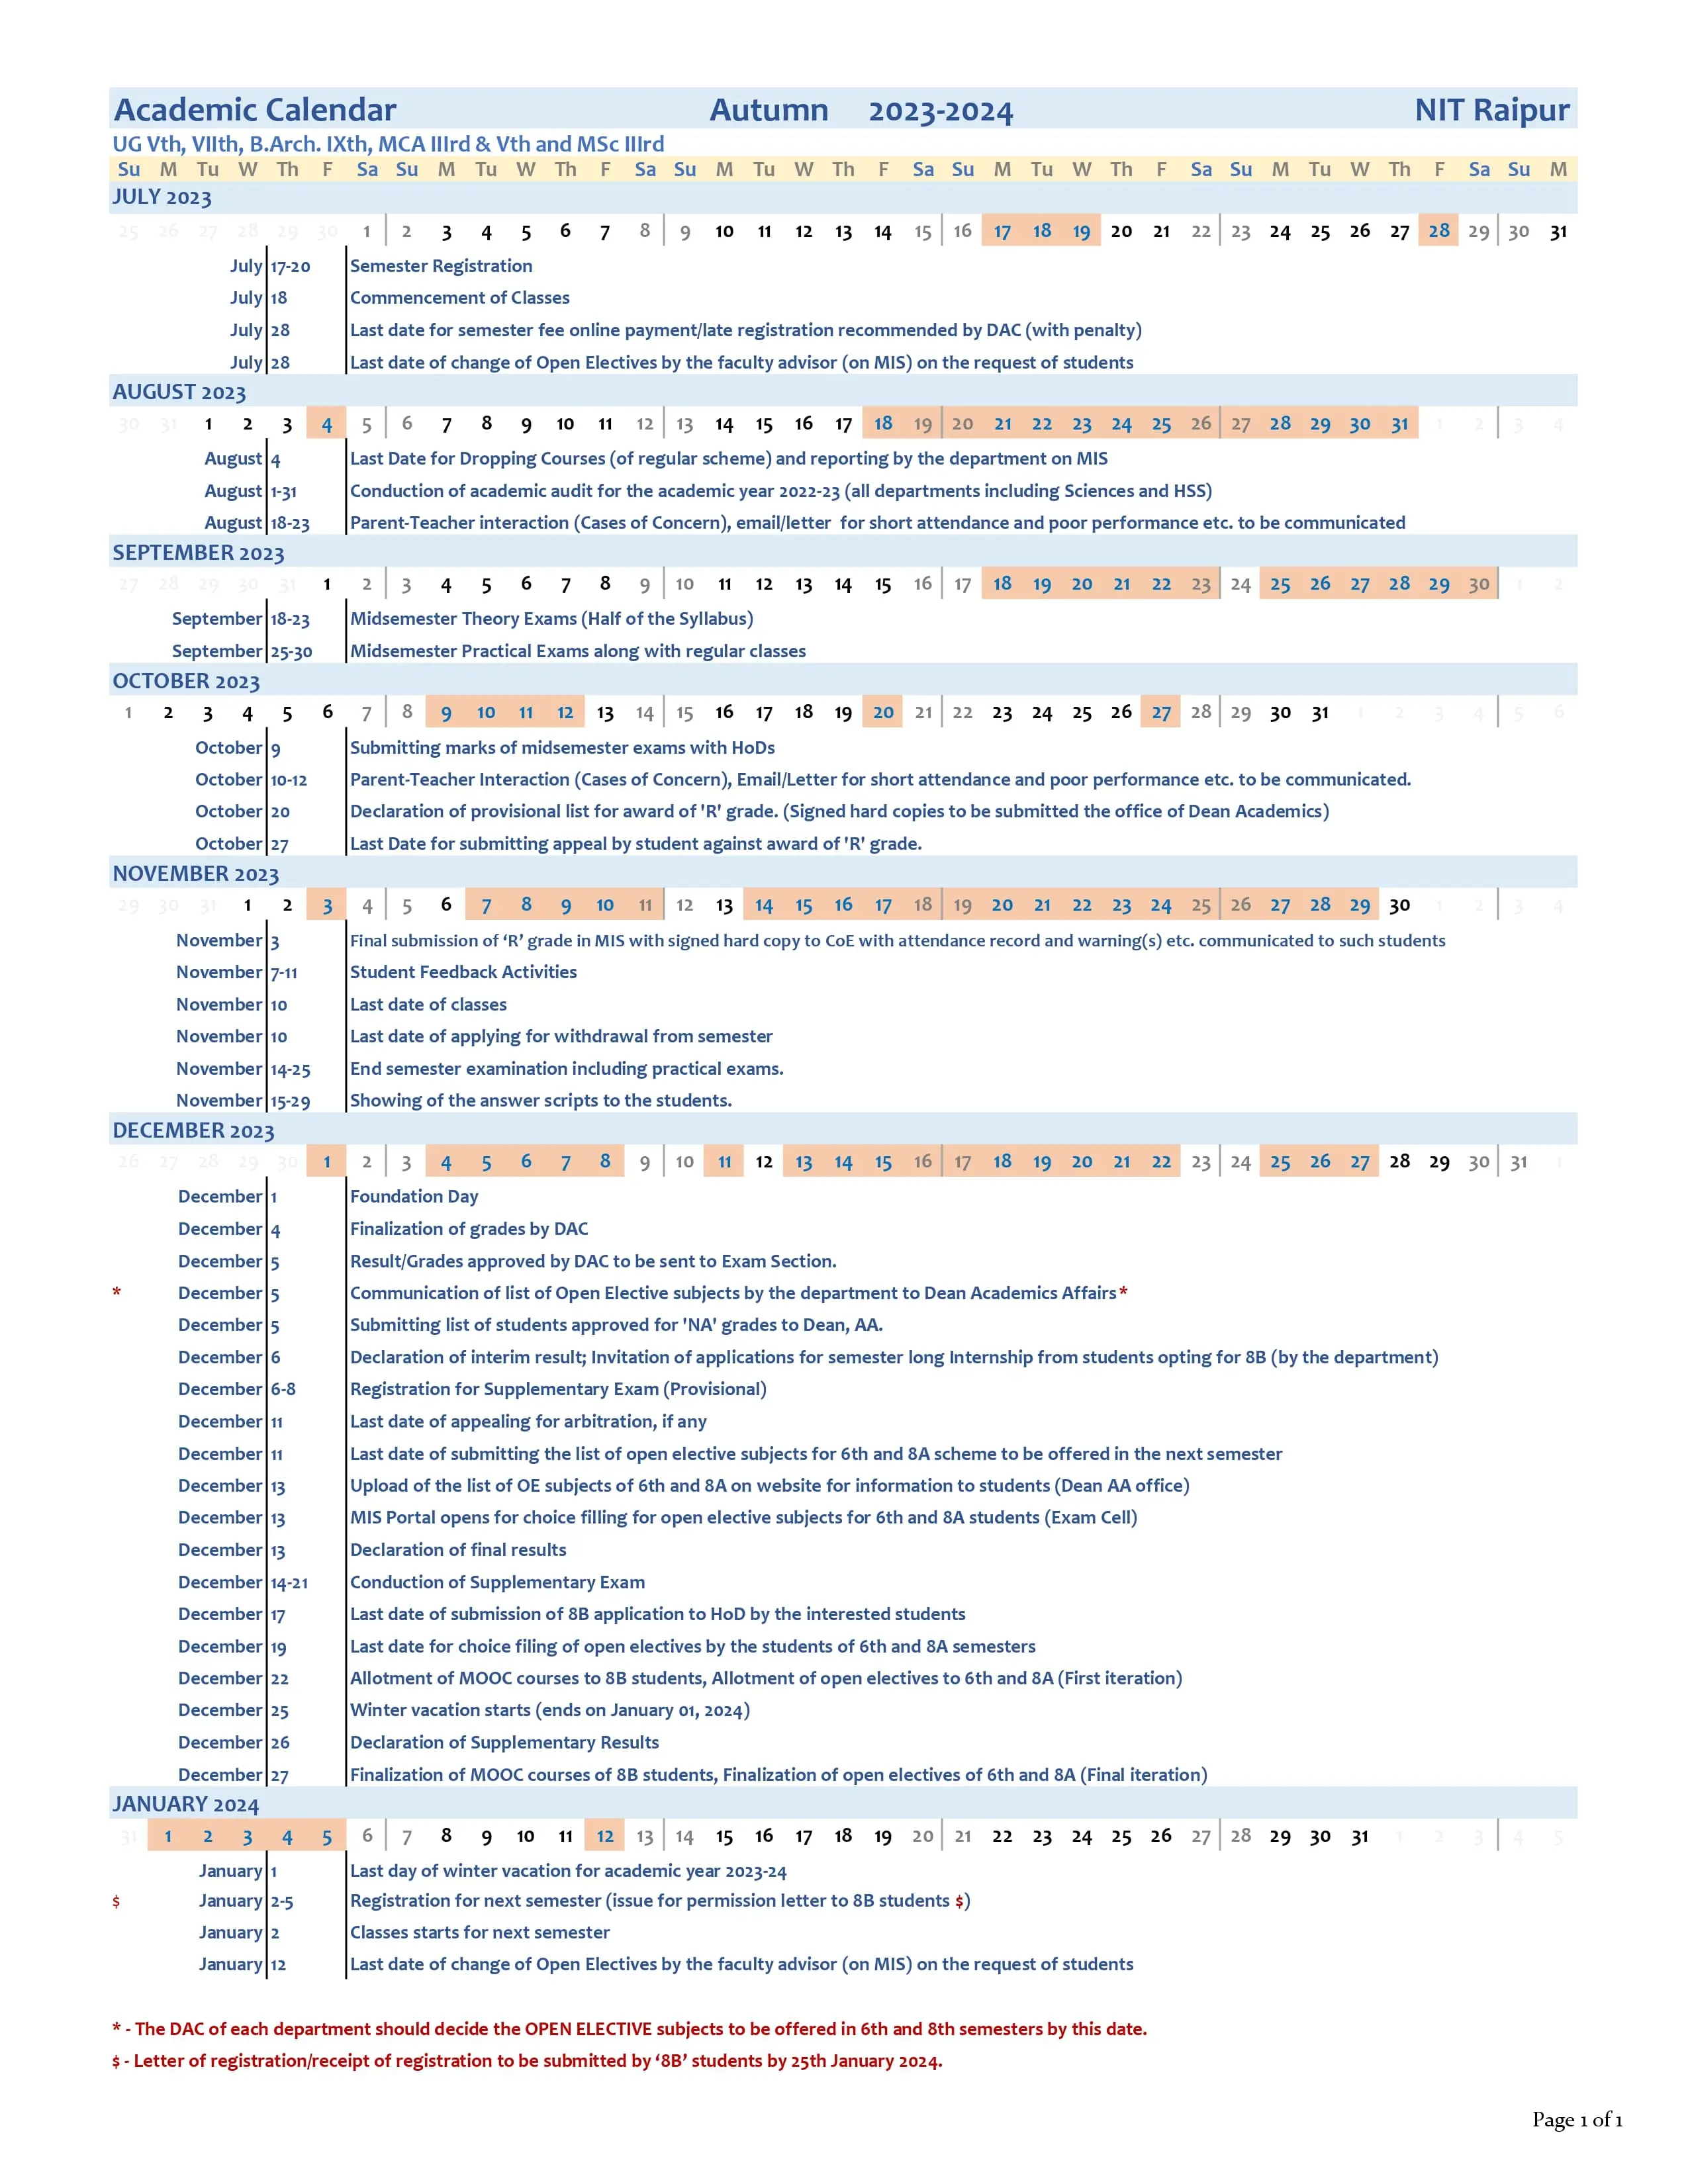 Academic Calendar Autumn 2023-2024 NIT Raipur
UG Vth, VIIth, B.Arch. IXth, MCA IIIrd & Vth and MSc IIIrd
Su M Tu W Th F Sa Su M Tu W Th F Sa Su M Tu W Th F Sa Su M Tu W Th F Sa Su M Tu W Th F Sa Su M
JULY 2023
25 26 27 28 29 30 1 2 3 4 5 6 7 8 9 10 11 12 13 14 15 16 17 18 19 20 21 22 23 24 25 26 27 28 29 30 31
July 17-20 Semester Registration
July 18 Commencement of Classes
July 28 Last date for semester fee online payment/late registration recommended by DAC (with penalty)
July 28 Last date of change of Open Electives by the faculty advisor (on MIS) on the request of students
AUGUST 2023
30 31 1 2 3 4 5 6 7 8 9 10 11 12 13 14 15 16 17 18 19 20 21 22 23 24 25 26 27 28 29 30 31 1 2 3 4
August 4 Last Date for Dropping Courses (of regular scheme) and reporting by the department on MIS
August 1-31 Conduction of academic audit for the academic year 2022-23 (all departments including Sciences and HSS)
August 18-23 Parent-Teacher interaction (Cases of Concern), email/letter for short attendance and poor performance etc. to be communicated
SEPTEMBER 2023
27 28 29 30 31 1 2 3 4 5 6 7 8 9 10 11 12 13 14 15 16 17 18 19 20 21 22 23 24 25 26 27 28 29 30 1 2
September 18-23 Midsemester Theory Exams (Half of the Syllabus)
September 25-30 Midsemester Practical Exams along with regular classes
OCTOBER 2023
1 2 3 4 5 6 7 8 9 10 11 12 13 14 15 16 17 18 19 20 21 22 23 24 25 26 27 28 29 30 31 1 2 3 4 5 6
October 9 Submitting marks of midsemester exams with HoDs
October 10-12 Parent-Teacher Interaction (Cases of Concern), Email/Letter for short attendance and poor performance etc. to be communicated.
October 20 Declaration of provisional list for award of 'R' grade. (Signed hard copies to be submitted the office of Dean Academics)
October 27 Last Date for submitting appeal by student against award of 'R' grade.
NOVEMBER 2023
29 30 31 1 2 3 4 5 6 7 8 9 10 11 12 13 14 15 16 17 18 19 20 21 22 23 24 25 26 27 28 29 30 1 2 3 4
November 3 Final submission of ‘R’ grade in MIS with signed hard copy to CoE with attendance record and warning(s) etc. communicated to such students
November 7-11 Student Feedback Activities
November 10 Last date of classes
November 10 Last date of applying for withdrawal from semester
November 14-25 End semester examination including practical exams.
November 15-29 Showing of the answer scripts to the students.
DECEMBER 2023
26 27 28 29 30 1 2 3 4 5 6 7 8 9 10 11 12 13 14 15 16 17 18 19 20 21 22 23 24 25 26 27 28 29 30 31 1
December 1 Foundation Day
December 4 Finalization of grades by DAC
December 5 Result/Grades approved by DAC to be sent to Exam Section.
* December 5 Communication of list of Open Elective subjects by the department to Dean Academics Affairs*
December 5 Submitting list of students approved for 'NA' grades to Dean, AA.
December 6 Declaration of interim result; Invitation of applications for semester long Internship from students opting for 8B (by the department)
December 6-8 Registration for Supplementary Exam (Provisional)
December 11 Last date of appealing for arbitration, if any
December 11 Last date of submitting the list of open elective subjects for 6th and 8A scheme to be offered in the next semester
December 13 Upload of the list of OE subjects of 6th and 8A on website for information to students (Dean AA office)
December 13 MIS Portal opens for choice filling for open elective subjects for 6th and 8A students (Exam Cell)
December 13 Declaration of final results
December 14-21 Conduction of Supplementary Exam
December 17 Last date of submission of 8B application to HoD by the interested students
December 19 Last date for choice filing of open electives by the students of 6th and 8A semesters
December 22 Allotment of MOOC courses to 8B students, Allotment of open electives to 6th and 8A (First iteration)
December 25 Winter vacation starts (ends on January 01, 2024)
December 26 Declaration of Supplementary Results
December 27 Finalization of MOOC courses of 8B students, Finalization of open electives of 6th and 8A (Final iteration)
JANUARY 2024
31 1 2 3 4 5 6 7 8 9 10 11 12 13 14 15 16 17 18 19 20 21 22 23 24 25 26 27 28 29 30 31 1 2 3 4 5
January 1 Last day of winter vacation for academic year 2023-24
$ January 2-5 Registration for next semester (issue for permission letter to 8B students $)
January 2 Classes starts for next semester
January 12 Last date of change of Open Electives by the faculty advisor (on MIS) on the request of students
* - The DAC of each department should decide the OPEN ELECTIVE subjects to be offered in 6th and 8th semesters by this date.
$ - Letter of registration/receipt of registration to be submitted by ‘8B’ students by 25th January 2024.
Page 1 of 1